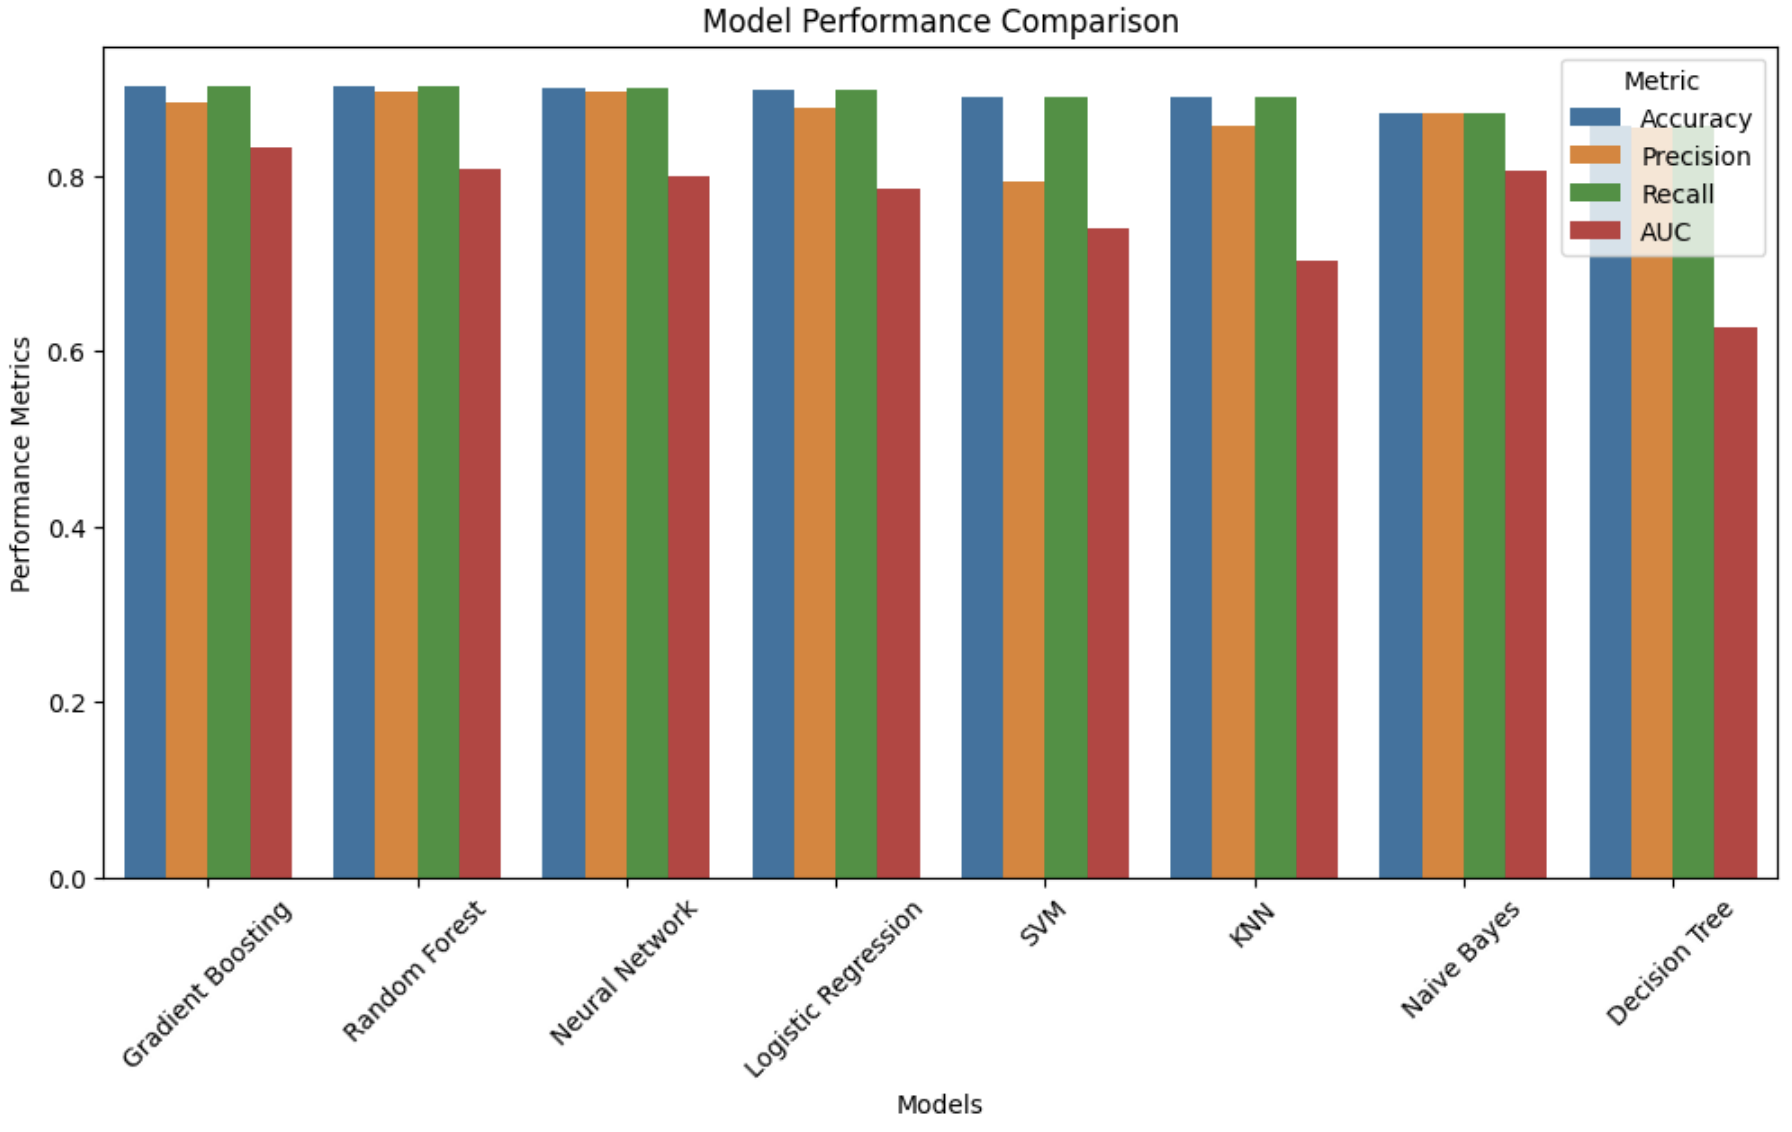 Model Performance Comparison
Metric
Accuracy
Precision
Recall
AUC
Performance Metrics
0.8
0.6
0.4
0.2
0.0
Gradient Boosting
Random Forest
Neural Network
Logistic Regression
SVM
KNN
Naive Bayes
Decision Tree
Models